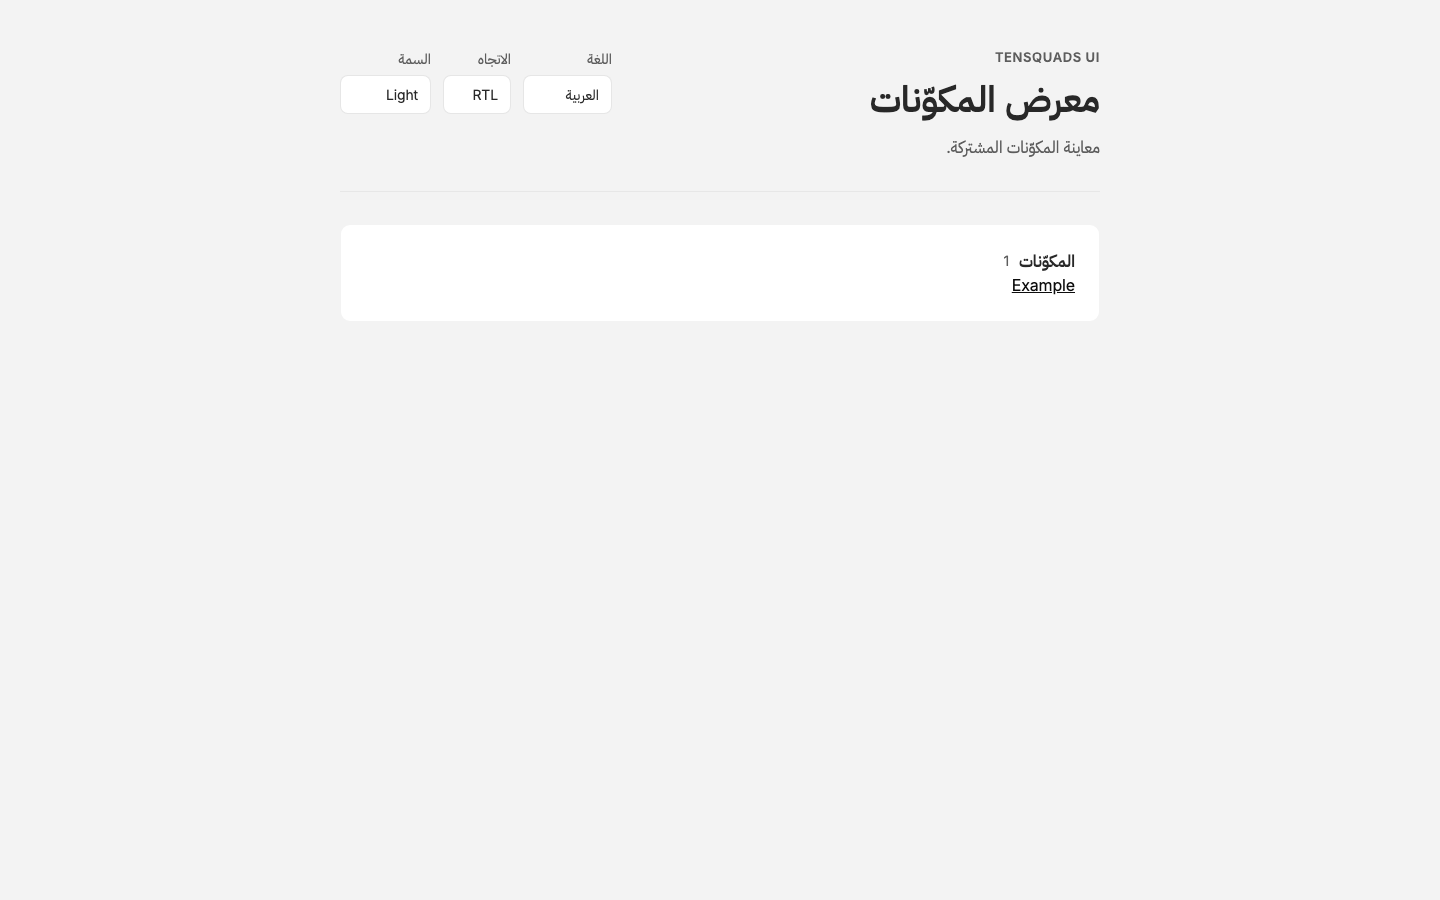 TENSQUADS UI
معرض المكوّنات
معاينة المكوّنات المشتركة.
اللغة
العربية
الاتجاه
RTL
السمة
Light
المكوّنات 1
Example